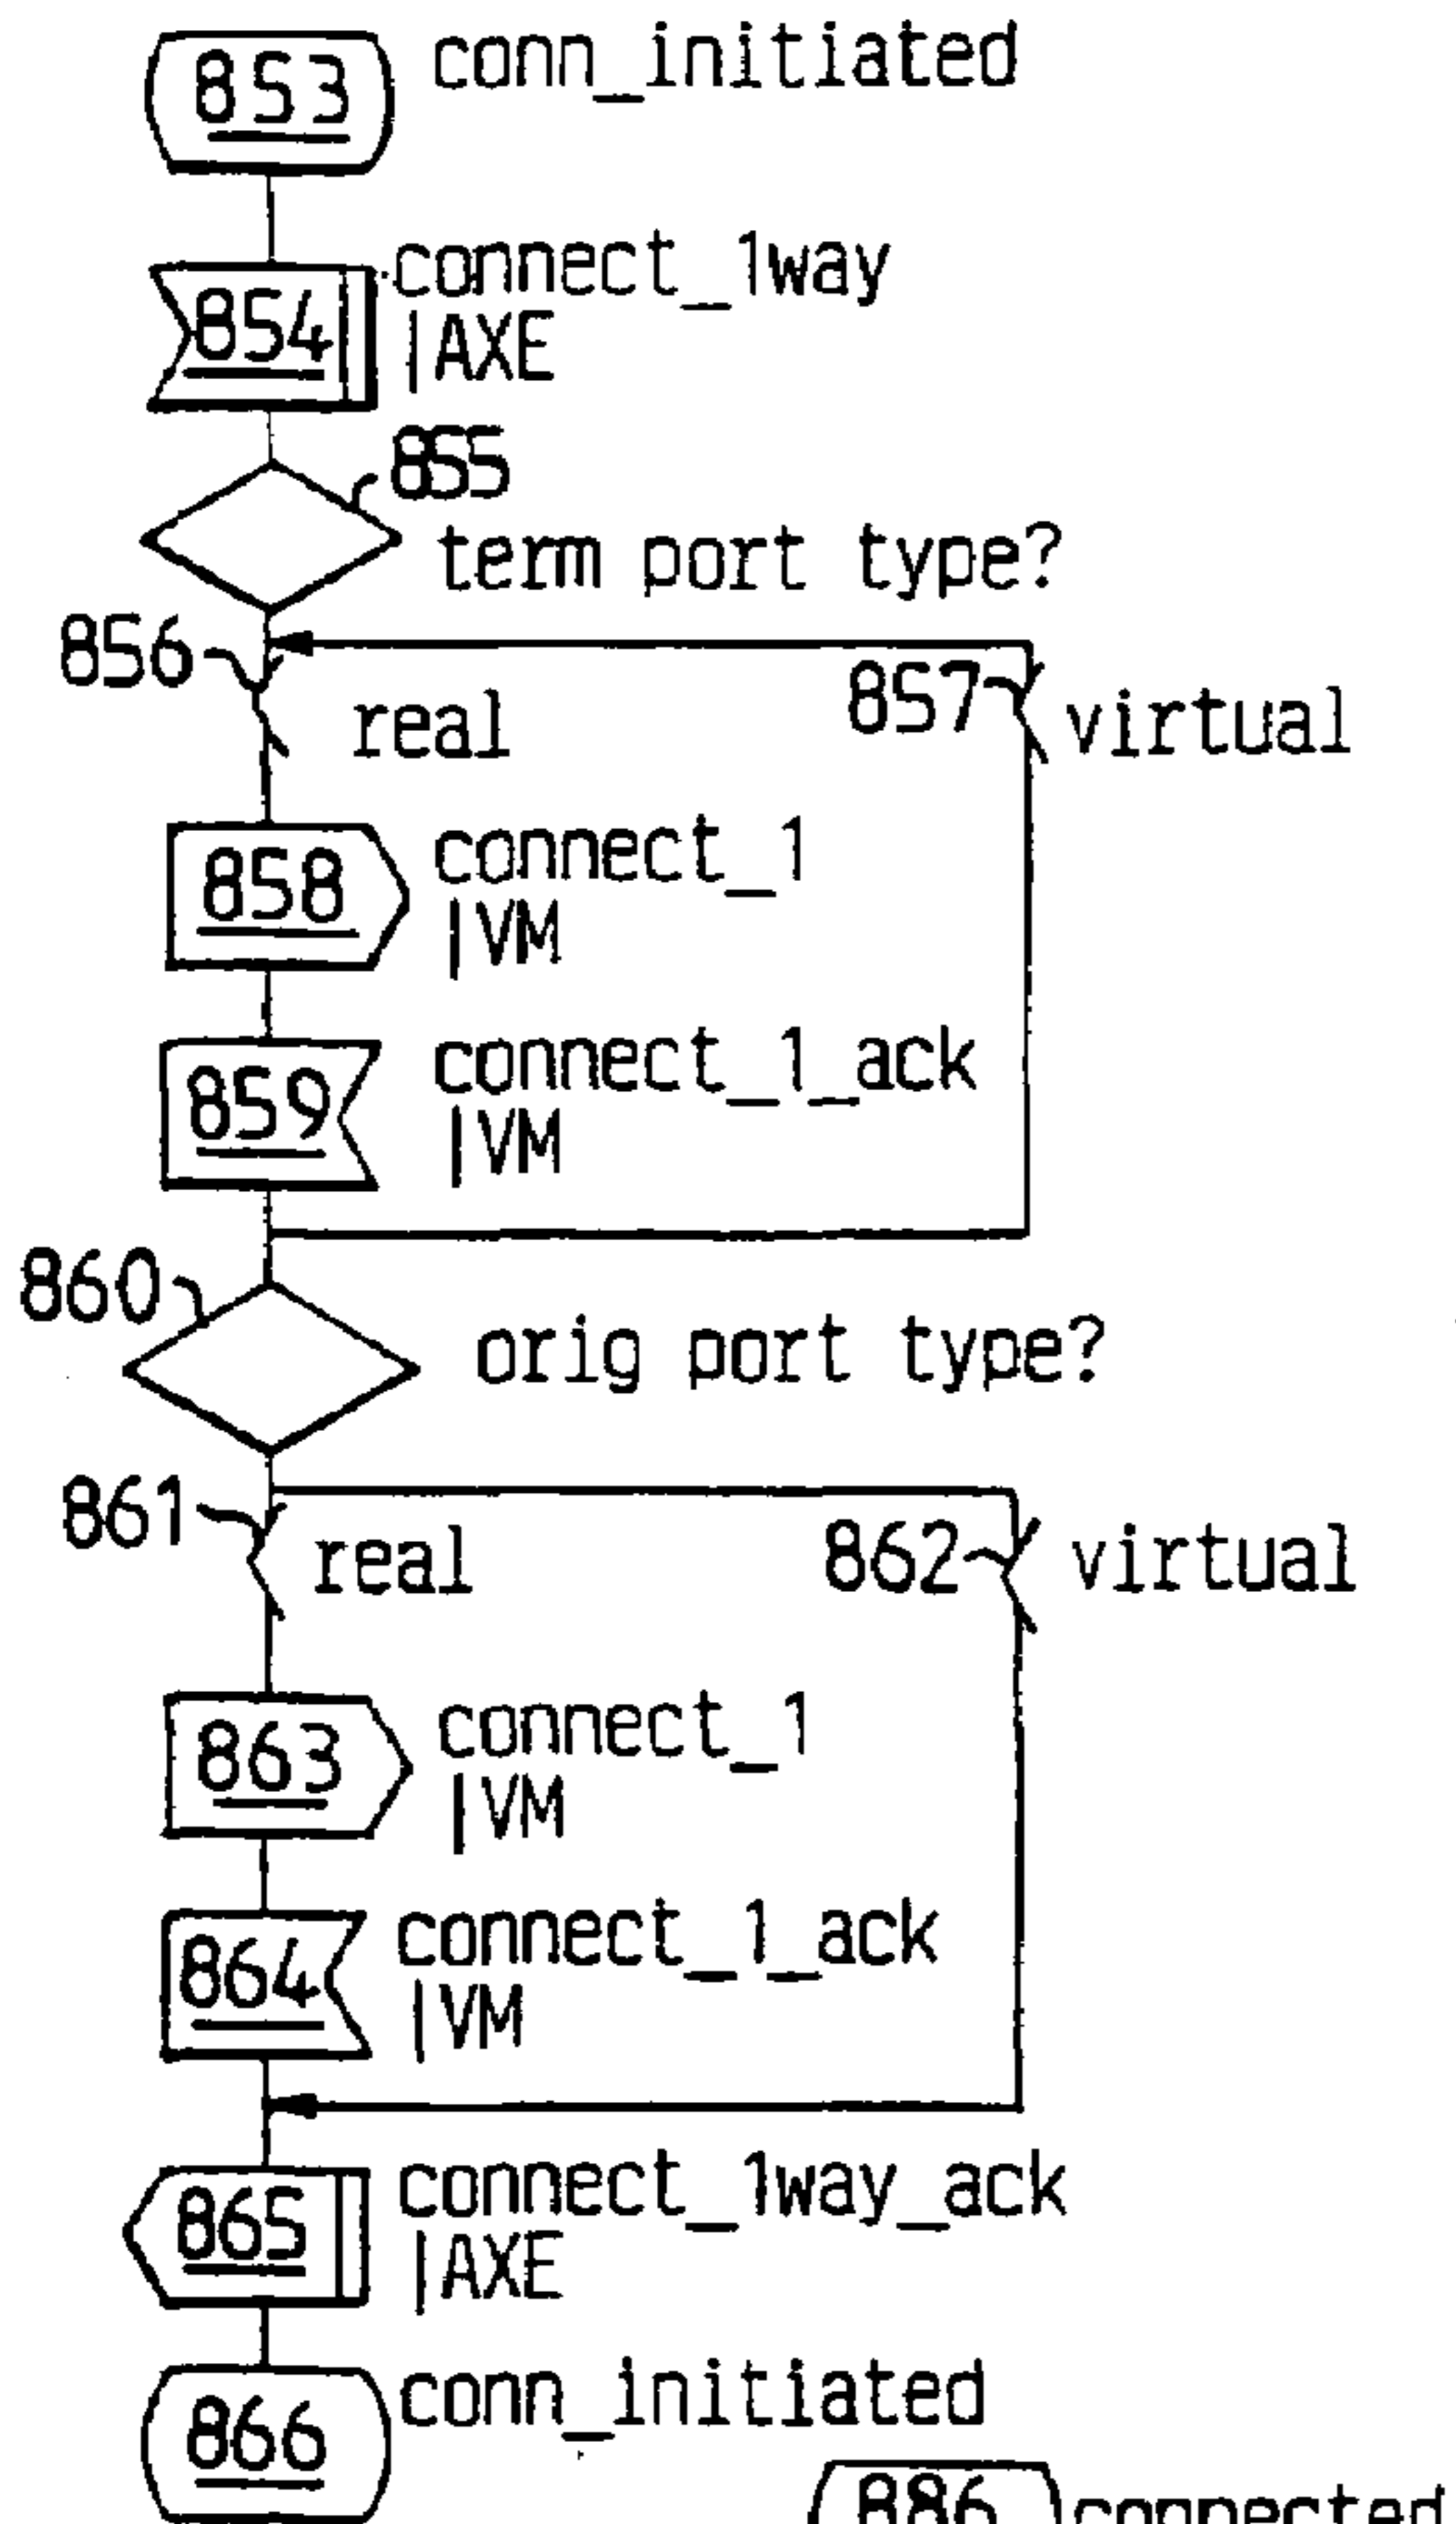 853 conn_initiated
854 connect_1way
|AXE
855
term port type?
856 real
857 virtual
858 connect_1
|VM
859 connect_1_ack
|VM
860 orig port type?
861 real
862 virtual
863 connect_1
|VM
864 connect_1_ack
|VM
865 connect_1way_ack
|AXE
866 conn_initiated
886 connected